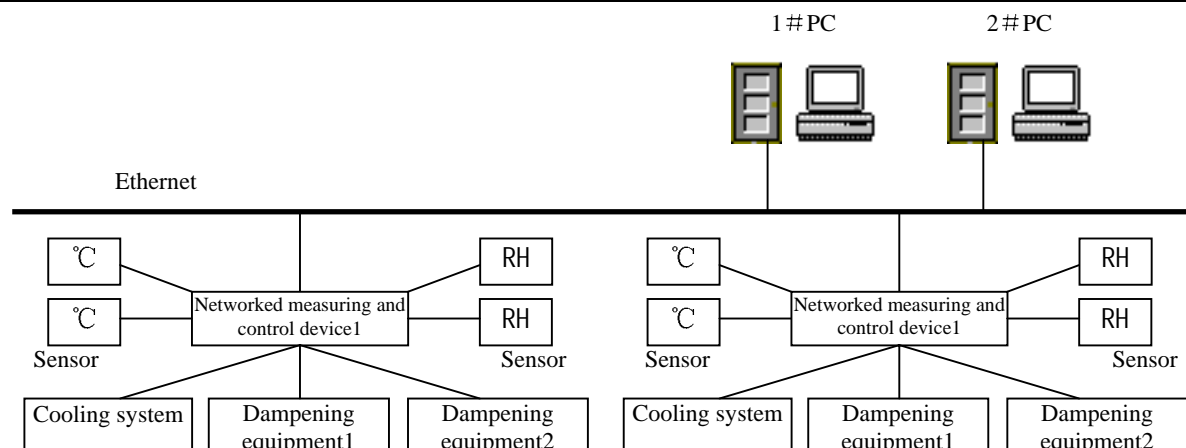 1＃PC 2＃PC
Ethernet
℃ RH ℃ RH
Networked measuring and
control device1
Networked measuring and
control device1
℃ RH ℃ RH
Sensor Sensor Sensor Sensor
Cooling system
Dampening
equipment1
Dampening
equipment2
Cooling system
Dampening
equipment1
Dampening
equipment2